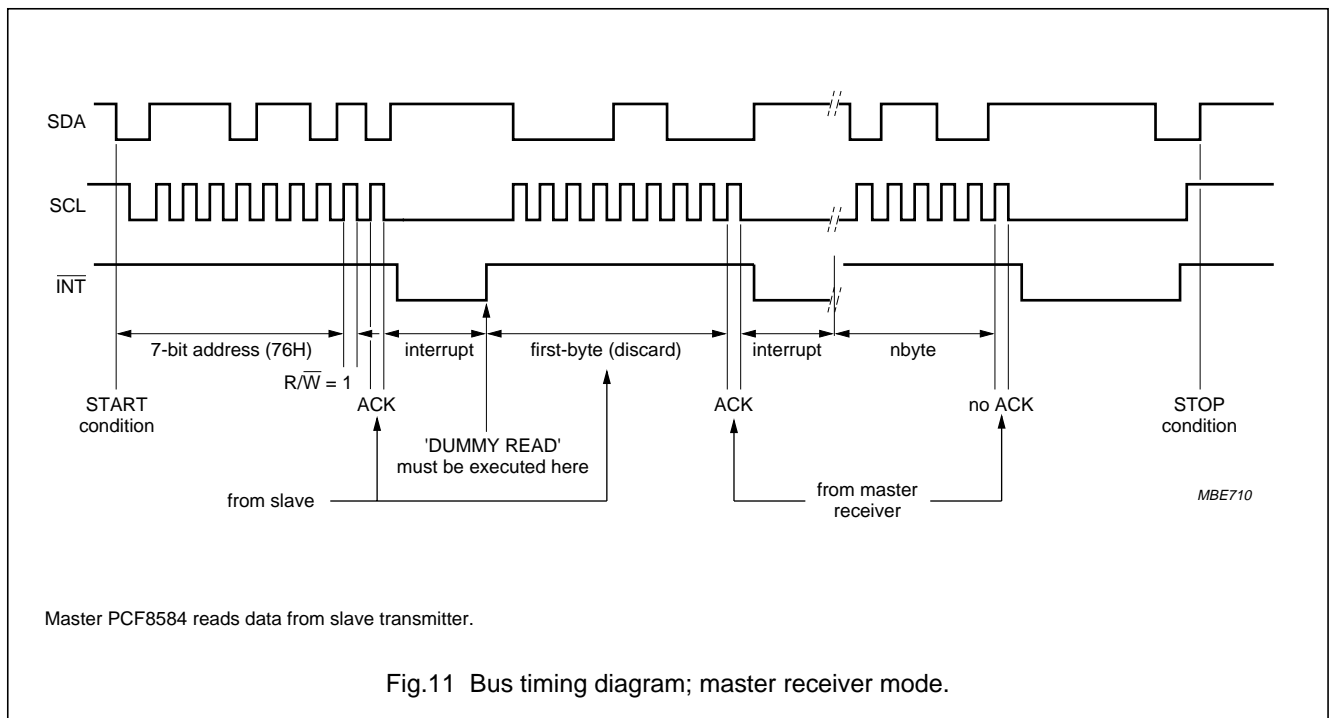 SDA
SCL
INT
7-bit address (76H)
interrupt
first-byte (discard)
interrupt
nbyte
R/W = 1
START
condition
ACK
ACK
no ACK
STOP
condition
'DUMMY READ'
must be executed here
from slave
from master
receiver
MBE710
Master PCF8584 reads data from slave transmitter.
Fig.11 Bus timing diagram; master receiver mode.